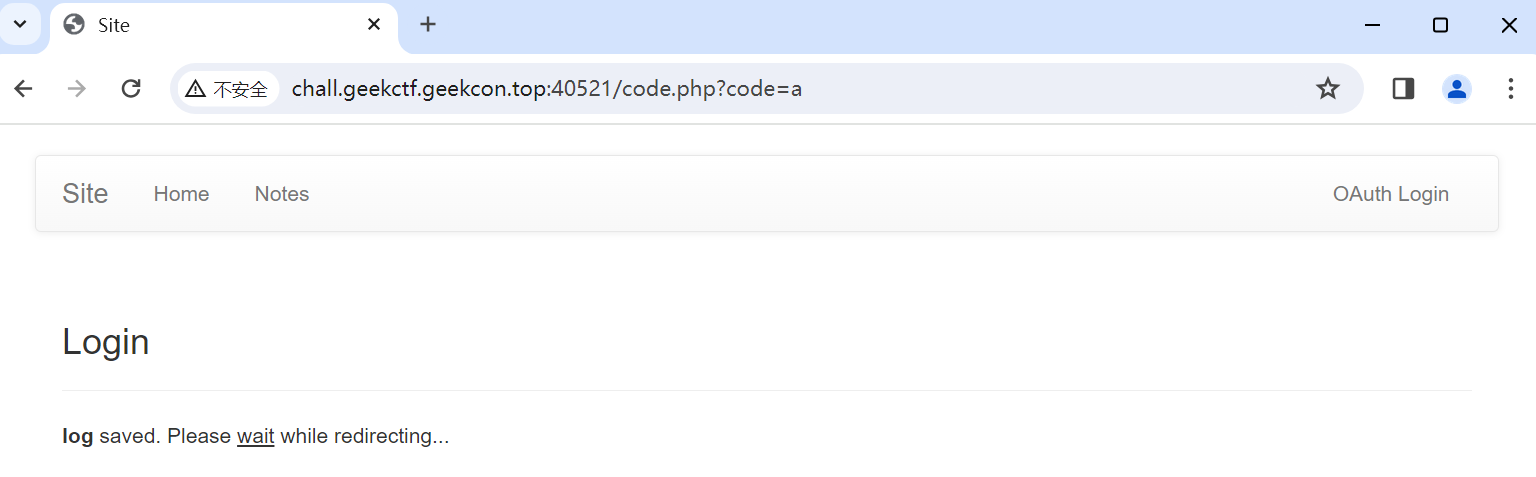 Site
不安全 chall.geekctf.geekcon.top:40521/code.php?code=a
Site Home Notes OAuth Login
Login
log saved. Please wait while redirecting...